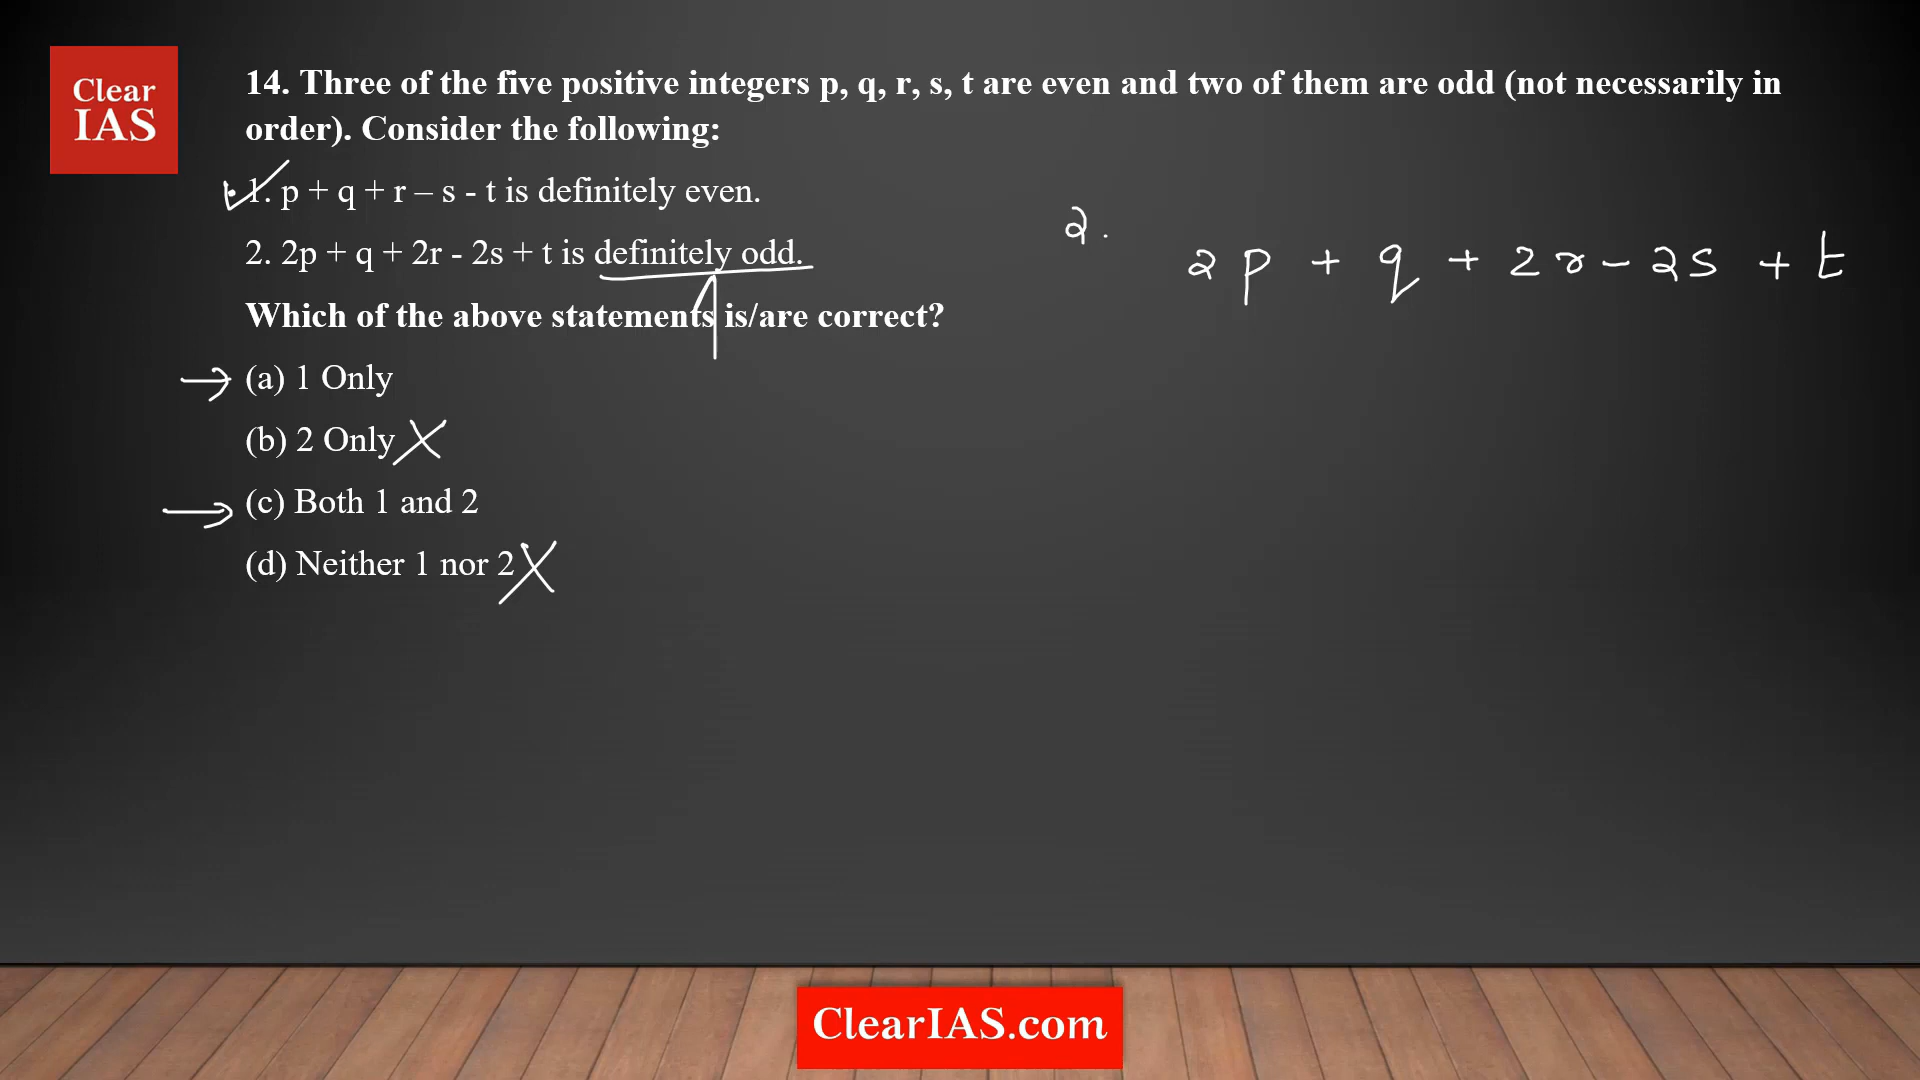 Clear
IAS
14. Three of the five positive integers p, q, r, s, t are even and two of them are odd (not necessarily in
order). Consider the following:
1. p + q + r – s - t is definitely even.
2. 2p + q + 2r - 2s + t is definitely odd.
2.
2p + q + 2r - 2s + t
Which of the above statements is/are correct?
(a) 1 Only
(b) 2 Only
(c) Both 1 and 2
(d) Neither 1 nor 2
ClearIAS.com